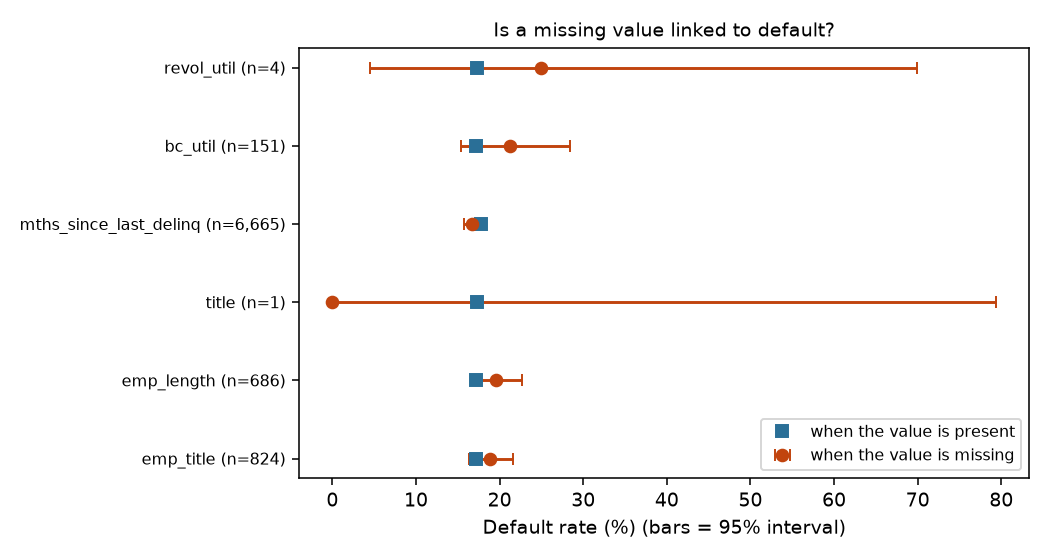 Is a missing value linked to default?
revol_util (n=4)
bc_util (n=151)
mths_since_last_delinq (n=6,665)
title (n=1)
emp_length (n=686)
emp_title (n=824)
when the value is present
when the value is missing
0 10 20 30 40 50 60 70 80
Default rate (%) (bars = 95% interval)